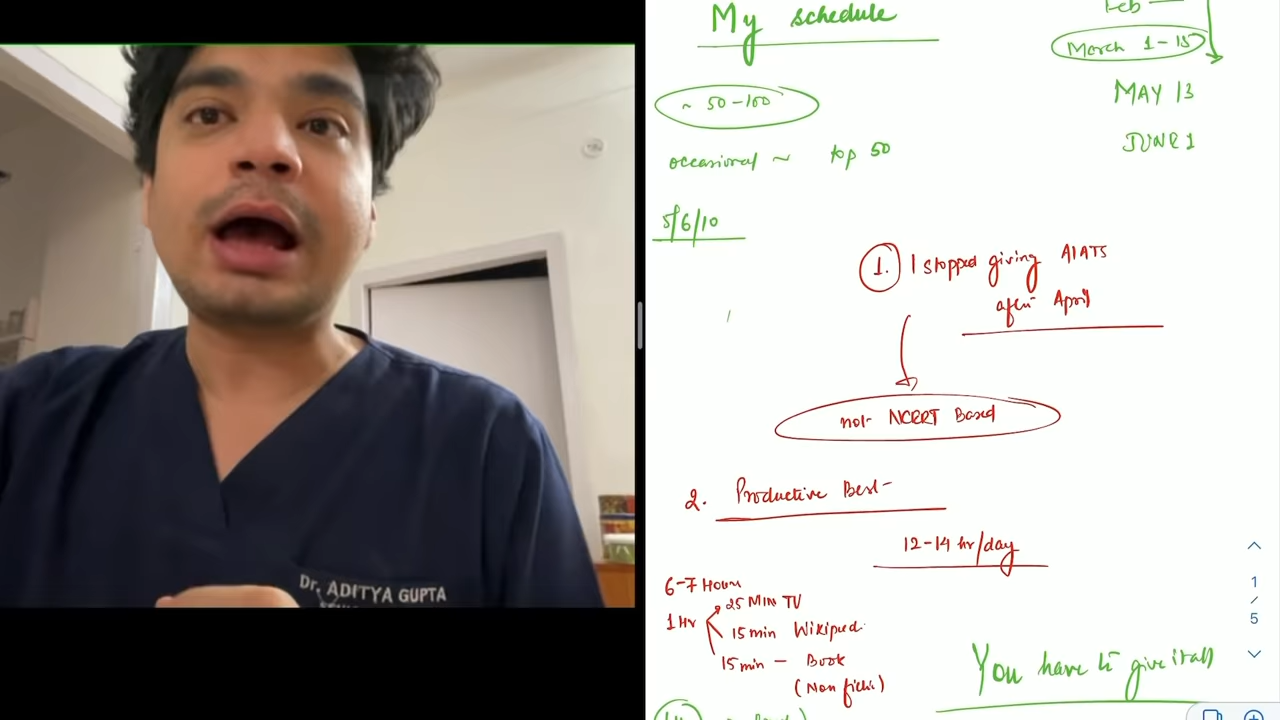 Dr. ADITYA GUPTA
My schedule
Feb
March 1-15
MAY 13
JUNE 1
~ 50-100
occasional ~ top 50
5/6/10
1. I stopped giving AIATS
after April
not NCERT Based
2. Productive Best-
12-14 hr/day
6-7 Hours
1 Hr
25 MIN TV
15 min Wikiped.
15 min - Book
(Non fictic)
You have to give it all
1
/
5